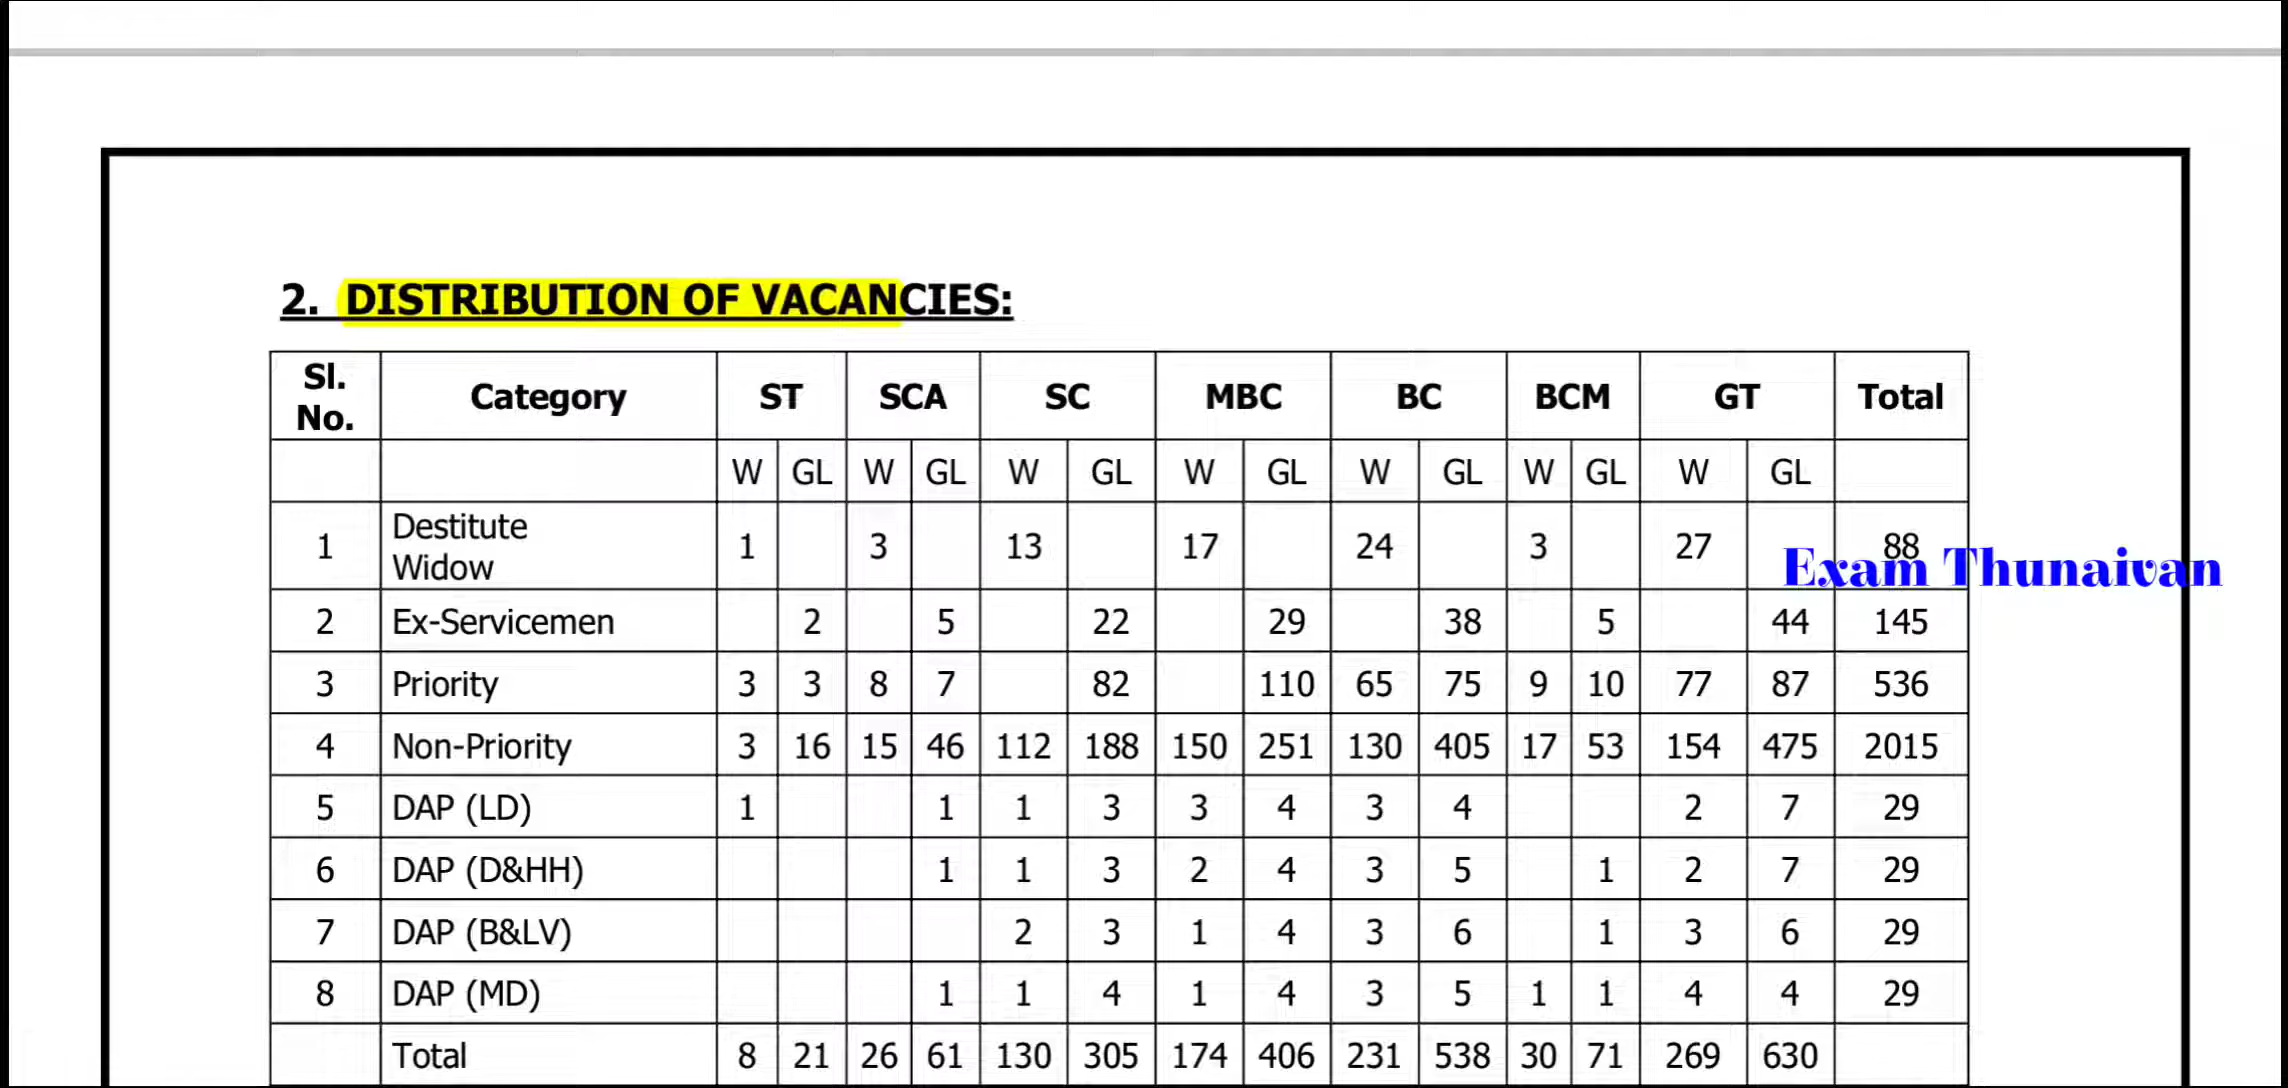 2. DISTRIBUTION OF VACANCIES:
Sl. No. Category ST SCA SC MBC BC BCM GT Total
W GL W GL W GL W GL W GL W GL W GL
1 Destitute Widow 1 3 13 17 24 3 27 88
Exam Thunaivan
2 Ex-Servicemen 2 5 22 29 38 5 44 145
3 Priority 3 3 8 7 82 110 65 75 9 10 77 87 536
4 Non-Priority 3 16 15 46 112 188 150 251 130 405 17 53 154 475 2015
5 DAP (LD) 1 1 1 3 3 4 3 4 2 7 29
6 DAP (D&HH) 1 1 3 2 4 3 5 1 2 7 29
7 DAP (B&LV) 2 3 1 4 3 6 1 3 6 29
8 DAP (MD) 1 1 4 1 4 3 5 1 1 4 4 29
Total 8 21 26 61 130 305 174 406 231 538 30 71 269 630